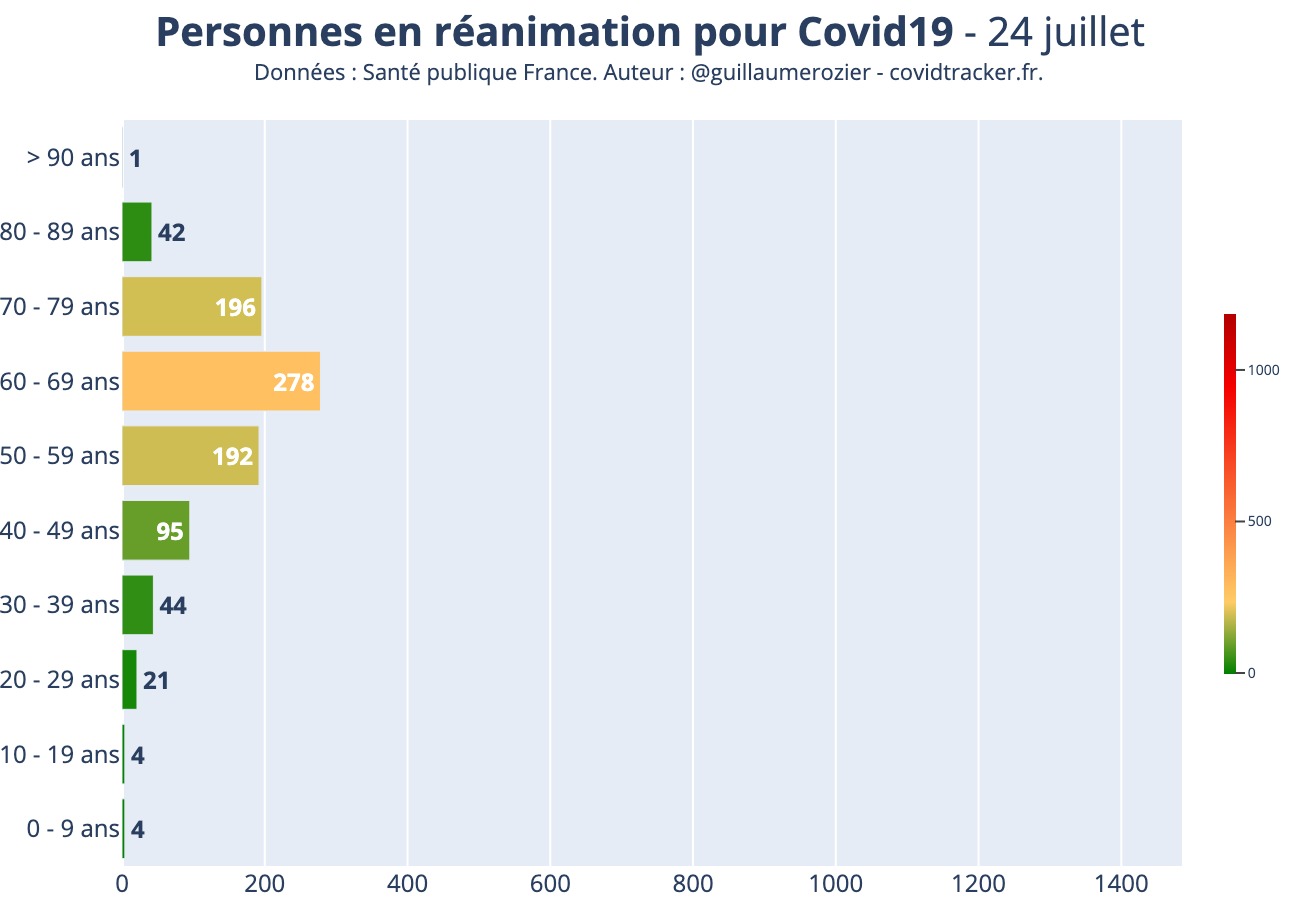 Personnes en réanimation pour Covid19 - 24 juillet
Données : Santé publique France. Auteur : @guillaumerozier - covidtracker.fr.
> 90 ans 1
80 - 89 ans 42
70 - 79 ans 196
60 - 69 ans 278
50 - 59 ans 192
40 - 49 ans 95
30 - 39 ans 44
20 - 29 ans 21
10 - 19 ans 4
0 - 9 ans 4
0 200 400 600 800 1000 1200 1400
1000
500
0